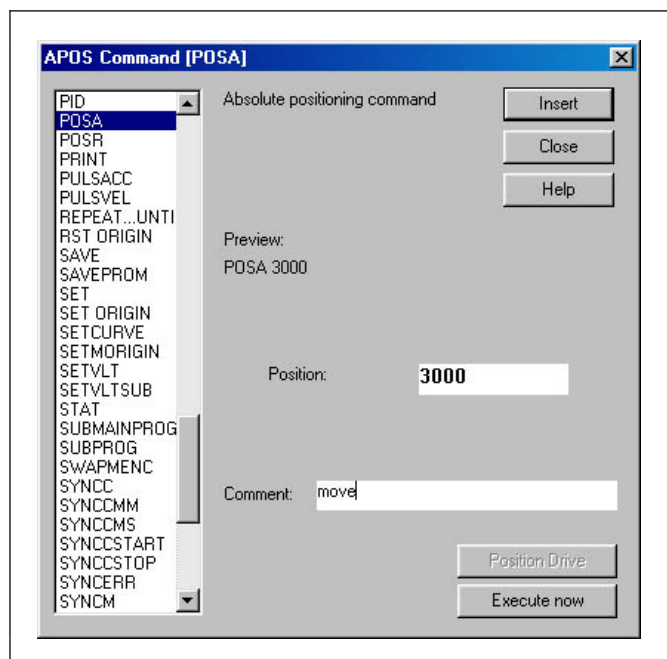 APOS Command [POSA]
PID
POSA
POSR
PRINT
PULSACC
PULSVEL
REPEAT...UNTI
RST ORIGIN
SAVE
SAVEPROM
SET
SET ORIGIN
SETCURVE
SETMORIGIN
SETVLT
SETVLTSUB
STAT
SUBMAINPROG
SUBPROG
SWAPMENC
SYNCC
SYNCCMM
SYNCCMS
SYNCCSTART
SYNCCSTOP
SYNCERR
SYNCM
Absolute positioning command
Insert
Close
Help
Preview:
POSA 3000
Position: 3000
Comment: move
Position Drive
Execute now